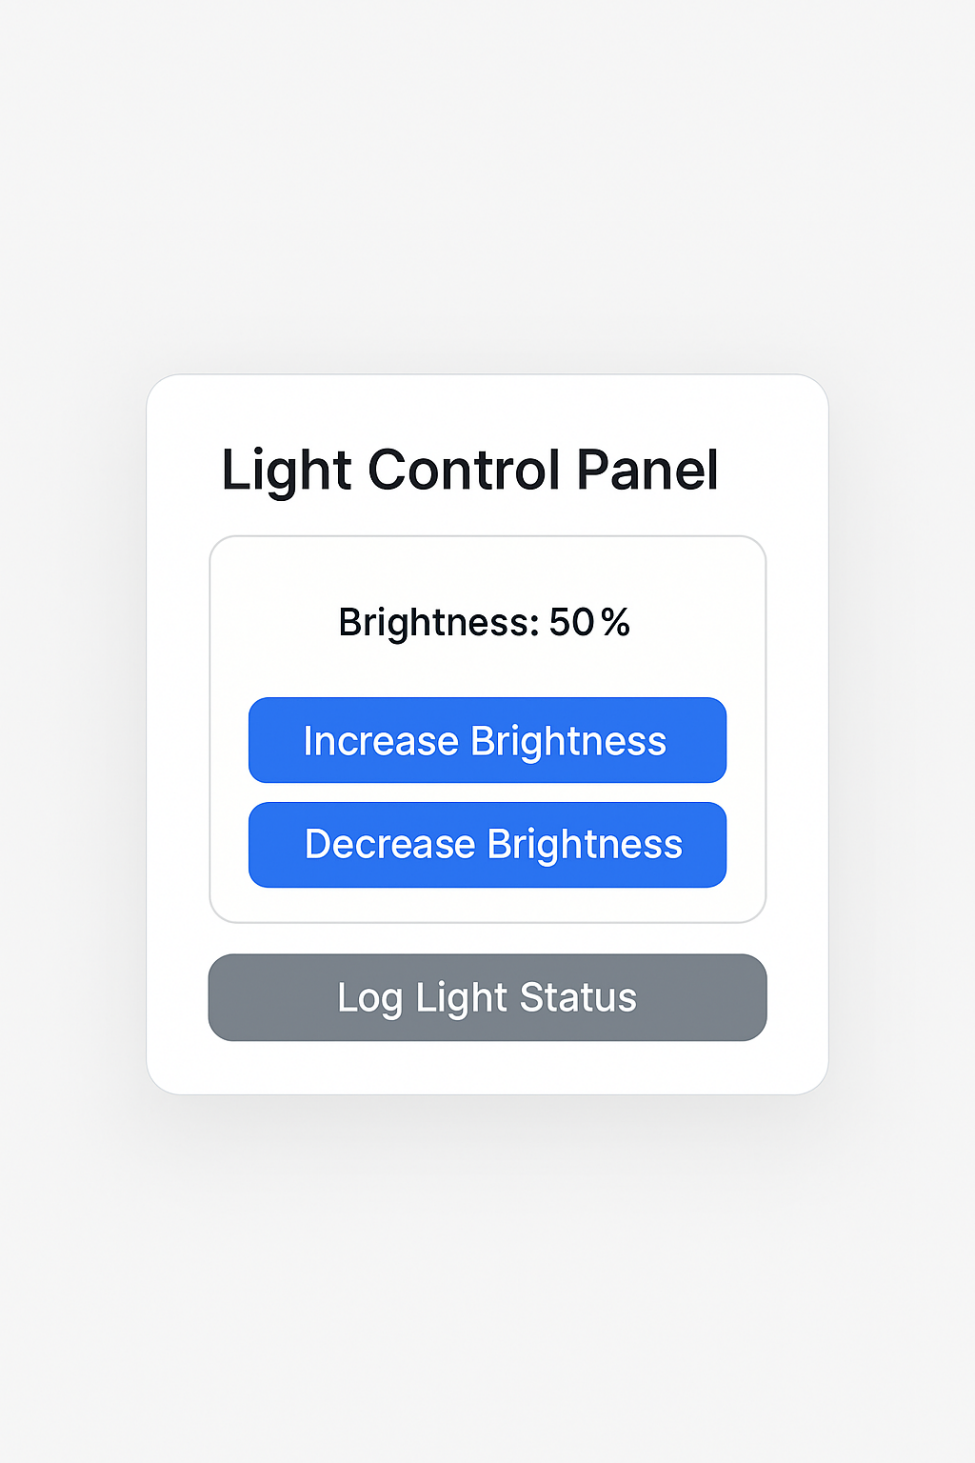 Light Control Panel
Brightness: 50%
Increase Brightness
Decrease Brightness
Log Light Status